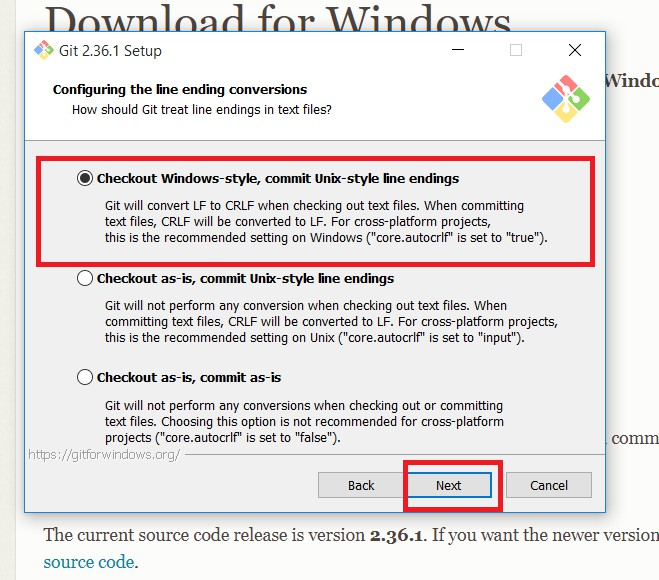 Download for Windows
Git 2.36.1 Setup
Windo
Configuring the line ending conversions
How should Git treat line endings in text files?
Checkout Windows-style, commit Unix-style line endings
Git will convert LF to CRLF when checking out text files. When committing
text files, CRLF will be converted to LF. For cross-platform projects,
this is the recommended setting on Windows ("core.autocrlf" is set to "true").
Checkout as-is, commit Unix-style line endings
Git will not perform any conversion when checking out text files. When
committing text files, CRLF will be converted to LF. For cross-platform projects,
this is the recommended setting on Unix ("core.autocrlf" is set to "input").
Checkout as-is, commit as-is
Git will not perform any conversions when checking out or committing
text files. Choosing this option is not recommended for cross-platform
projects ("core.autocrlf" is set to "false").
comm
https://gitforwindows.org/
Back Next Cancel
The current source code release is version 2.36.1. If you want the newer version
source code.